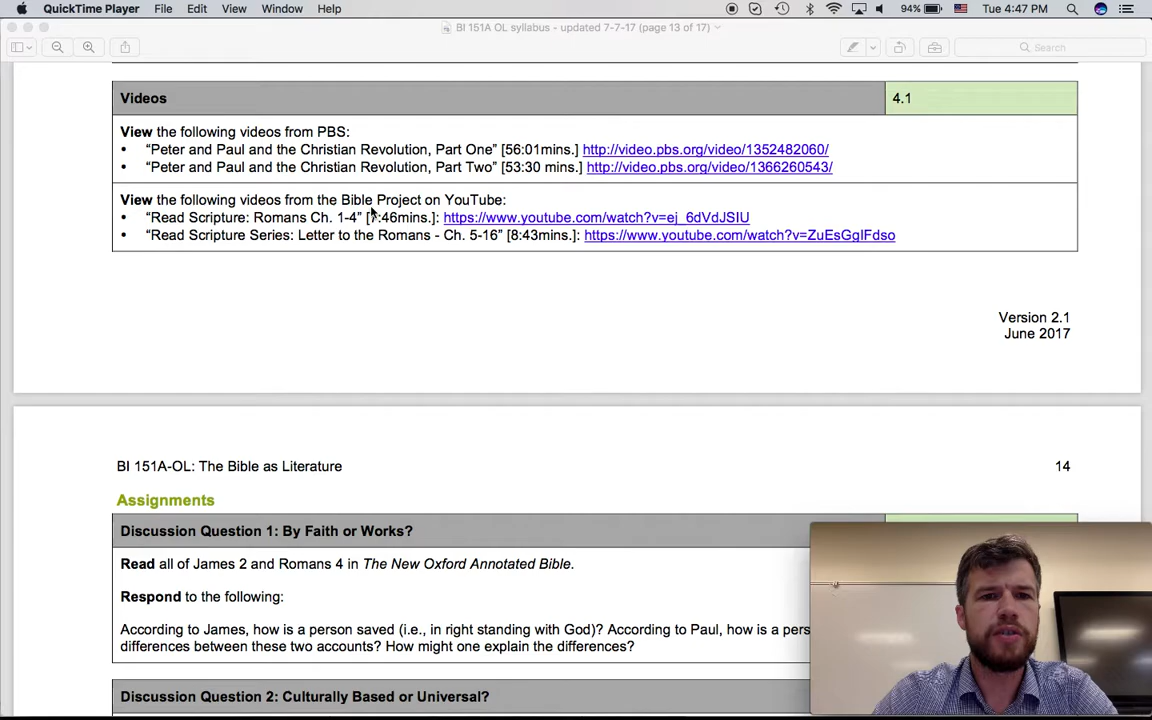 QuickTime Player File Edit View Window Help 94% Tue 4:47 PM
BI 151A OL syllabus - updated 7-7-17 (page 13 of 17)
Search
Videos 4.1
View the following videos from PBS:
• “Peter and Paul and the Christian Revolution, Part One” [56:01mins.] http://video.pbs.org/video/1352482060/
• “Peter and Paul and the Christian Revolution, Part Two” [53:30 mins.] http://video.pbs.org/video/1366260543/
View the following videos from the Bible Project on YouTube:
• “Read Scripture: Romans Ch. 1-4” [7:46mins.]: https://www.youtube.com/watch?v=ej_6dVdJSIU
• “Read Scripture Series: Letter to the Romans - Ch. 5-16” [8:43mins.]: https://www.youtube.com/watch?v=ZuEsGgIFdso
Version 2.1
June 2017
BI 151A-OL: The Bible as Literature 14
Assignments
Discussion Question 1: By Faith or Works?
Read all of James 2 and Romans 4 in The New Oxford Annotated Bible.
Respond to the following:
According to James, how is a person saved (i.e., in right standing with God)? According to Paul, how is a pers
differences between these two accounts? How might one explain the differences?
Discussion Question 2: Culturally Based or Universal?